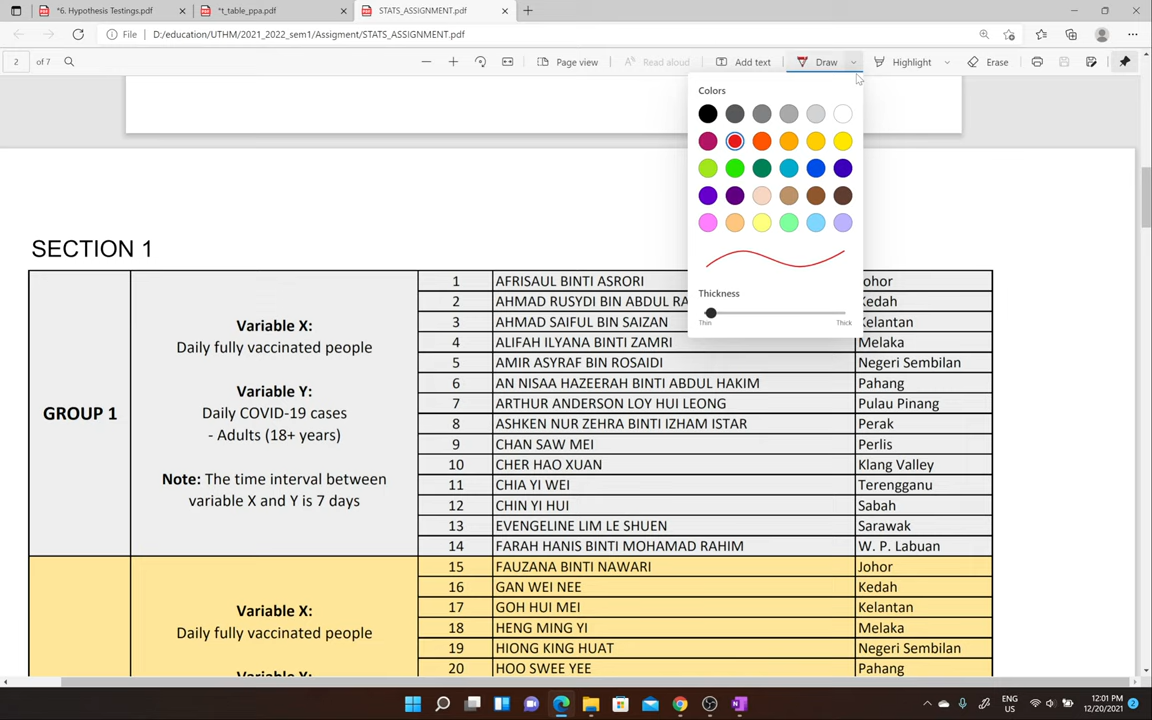 *6. Hypothesis Testings.pdf
*t_table_ppa.pdf
STATS_ASSIGNMENT.pdf
File D:/education/UTHM/2021_2022_sem1/Assigment/STATS_ASSIGNMENT.pdf
2 of 7 Page view Read aloud Add text Draw Highlight Erase
Colors
Thickness
Thin Thick
SECTION 1
GROUP 1
Variable X:
Daily fully vaccinated people
Variable Y:
Daily COVID-19 cases
- Adults (18+ years)
Note: The time interval between
variable X and Y is 7 days
1 AFRISAUL BINTI ASRORI ohor
2 AHMAD RUSYDI BIN ABDUL RA Kedah
3 AHMAD SAIFUL BIN SAIZAN Kelantan
4 ALIFAH ILYANA BINTI ZAMRI Melaka
5 AMIR ASYRAF BIN ROSAIDI Negeri Sembilan
6 AN NISAA HAZEERAH BINTI ABDUL HAKIM Pahang
7 ARTHUR ANDERSON LOY HUI LEONG Pulau Pinang
8 ASHKEN NUR ZEHRA BINTI IZHAM ISTAR Perak
9 CHAN SAW MEI Perlis
10 CHER HAO XUAN Klang Valley
11 CHIA YI WEI Terengganu
12 CHIN YI HUI Sabah
13 EVENGELINE LIM LE SHUEN Sarawak
14 FARAH HANIS BINTI MOHAMAD RAHIM W. P. Labuan
Variable X:
Daily fully vaccinated people
Variable Y:
15 FAUZANA BINTI NAWARI Johor
16 GAN WEI NEE Kedah
17 GOH HUI MEI Kelantan
18 HENG MING YI Melaka
19 HIONG KING HUAT Negeri Sembilan
20 HOO SWEE YEE Pahang
ENG
US
12:01 PM
12/20/2021
2